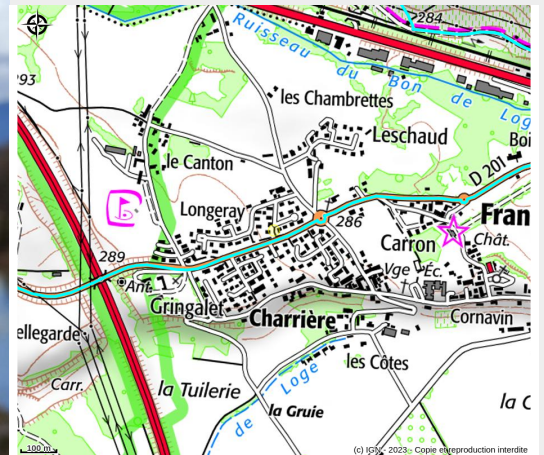 284
Ruisseau du Bon de Log
293
les Chambrettes
Leschaud
Boi
le Canton
D 201
Longeray
286
Fran
Carron
Chât.
289
Vge Éc.
Ant.
Gringalet
Charrière
Cornavin
ellegarde
les Côtes
Carr.
la Tuilerie
de Loge
la Gruie
la C
100 m
(c) IGN - 2023 - Copie et reproduction interdite